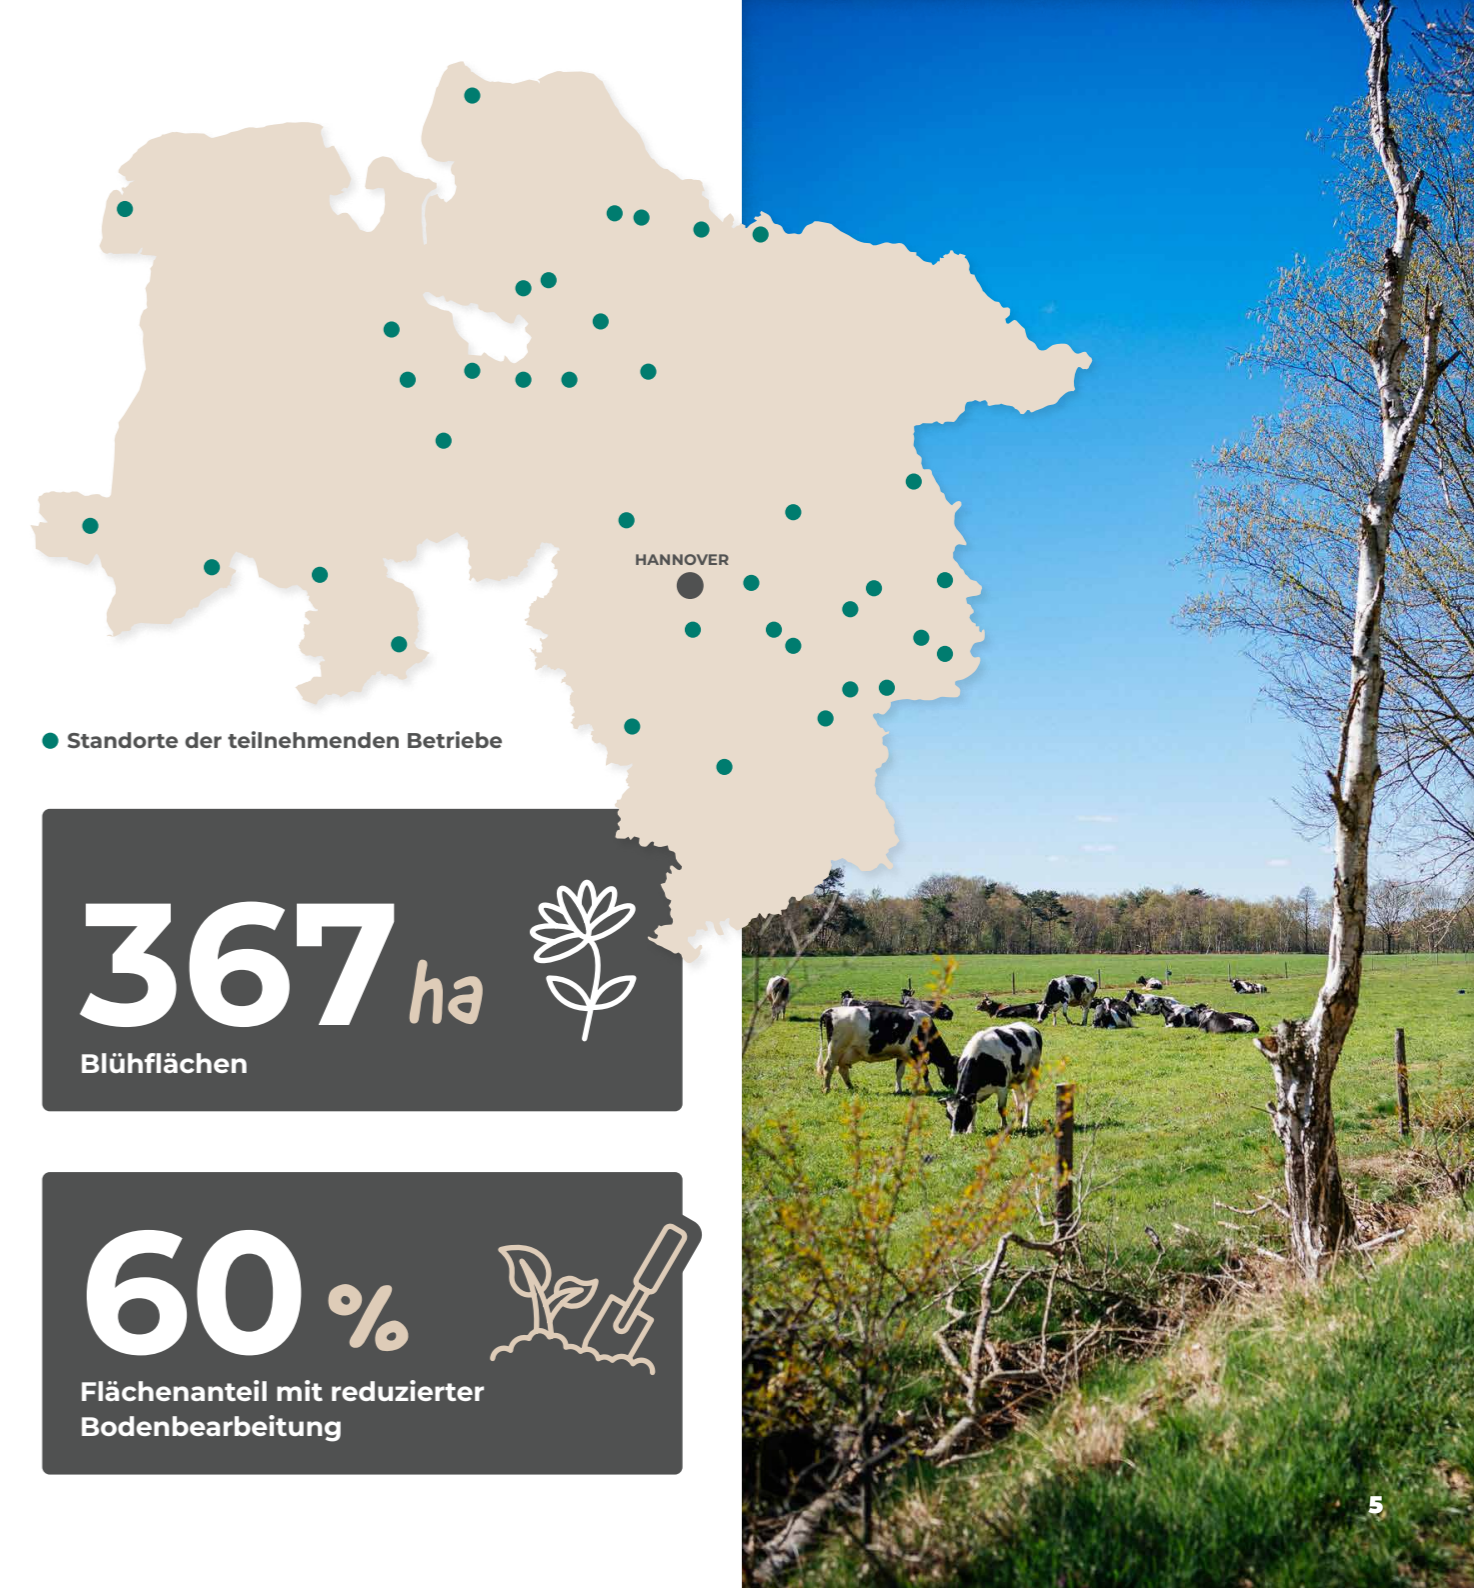 HANNOVER
Standorte der teilnehmenden Betriebe
367 ha
Blühflächen
60 %
Flächenanteil mit reduzierter
Bodenbearbeitung
5